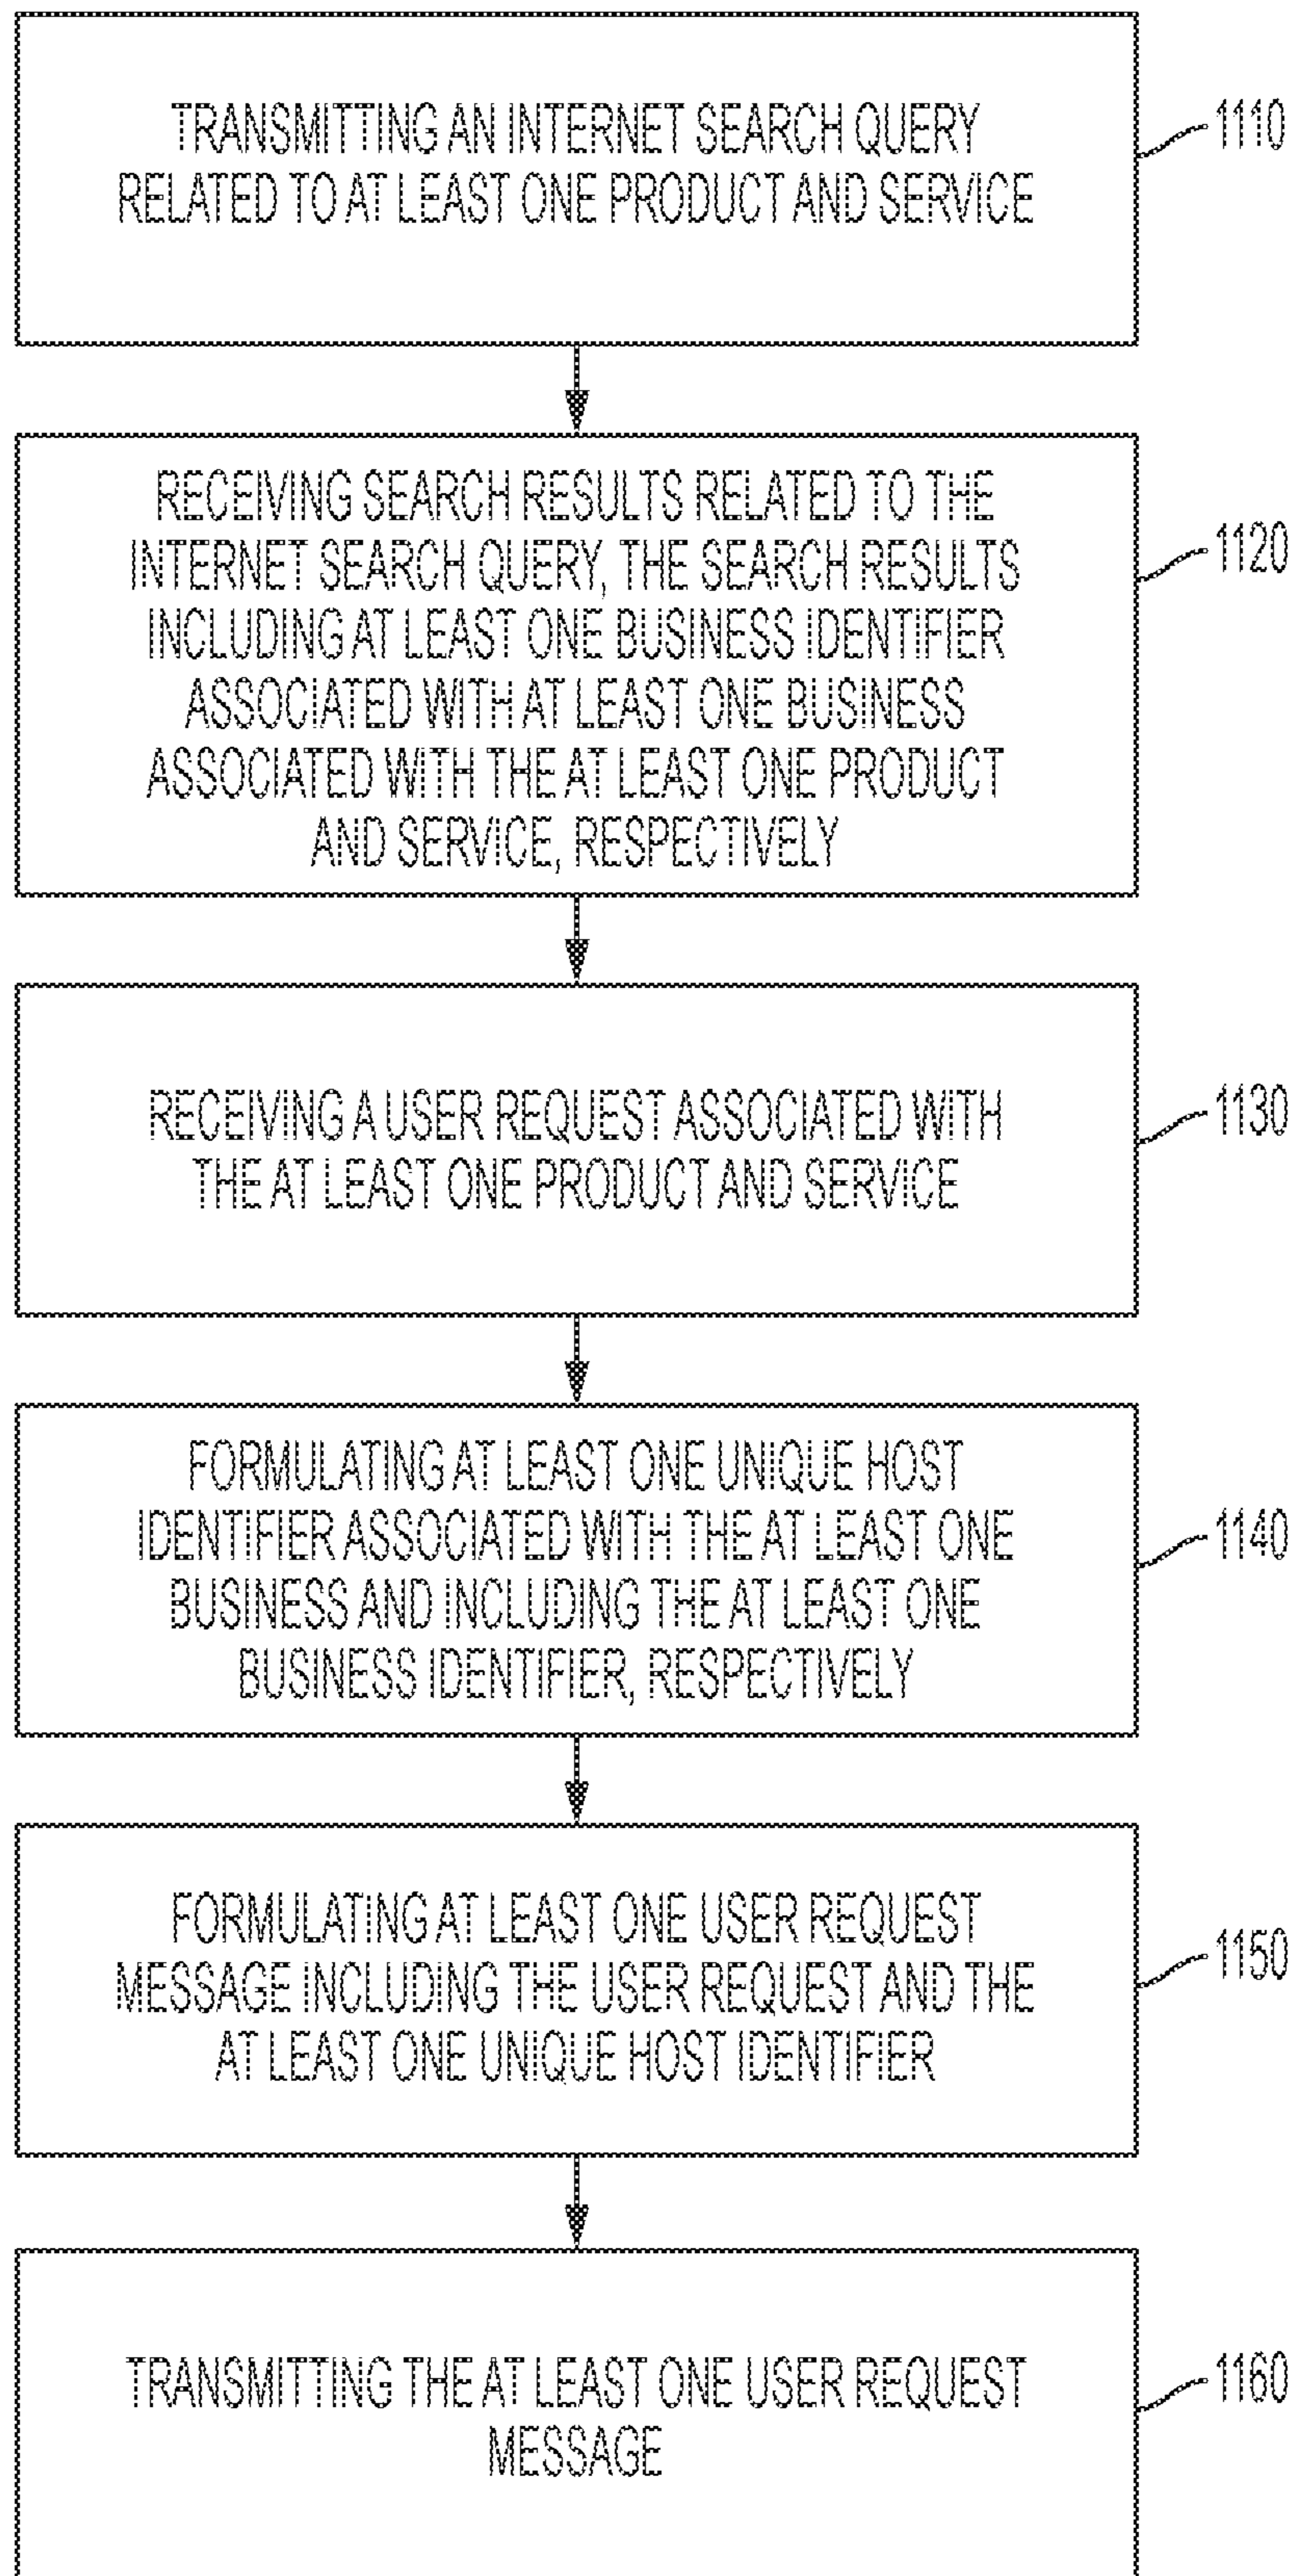 TRANSMITTING AN INTERNET SEARCH QUERY
RELATED TO AT LEAST ONE PRODUCT AND SERVICE
1110
RECEIVING SEARCH RESULTS RELATED TO THE
INTERNET SEARCH QUERY, THE SEARCH RESULTS
INCLUDING AT LEAST ONE BUSINESS IDENTIFIER
ASSOCIATED WITH AT LEAST ONE BUSINESS
ASSOCIATED WITH THE AT LEAST ONE PRODUCT
AND SERVICE, RESPECTIVELY
1120
RECEIVING A USER REQUEST ASSOCIATED WITH
THE AT LEAST ONE PRODUCT AND SERVICE
1130
FORMULATING AT LEAST ONE UNIQUE HOST
IDENTIFIER ASSOCIATED WITH THE AT LEAST ONE
BUSINESS AND INCLUDING THE AT LEAST ONE
BUSINESS IDENTIFIER, RESPECTIVELY
1140
FORMULATING AT LEAST ONE USER REQUEST
MESSAGE INCLUDING THE USER REQUEST AND THE
AT LEAST ONE UNIQUE HOST IDENTIFIER
1150
TRANSMITTING THE AT LEAST ONE USER REQUEST
MESSAGE
1160